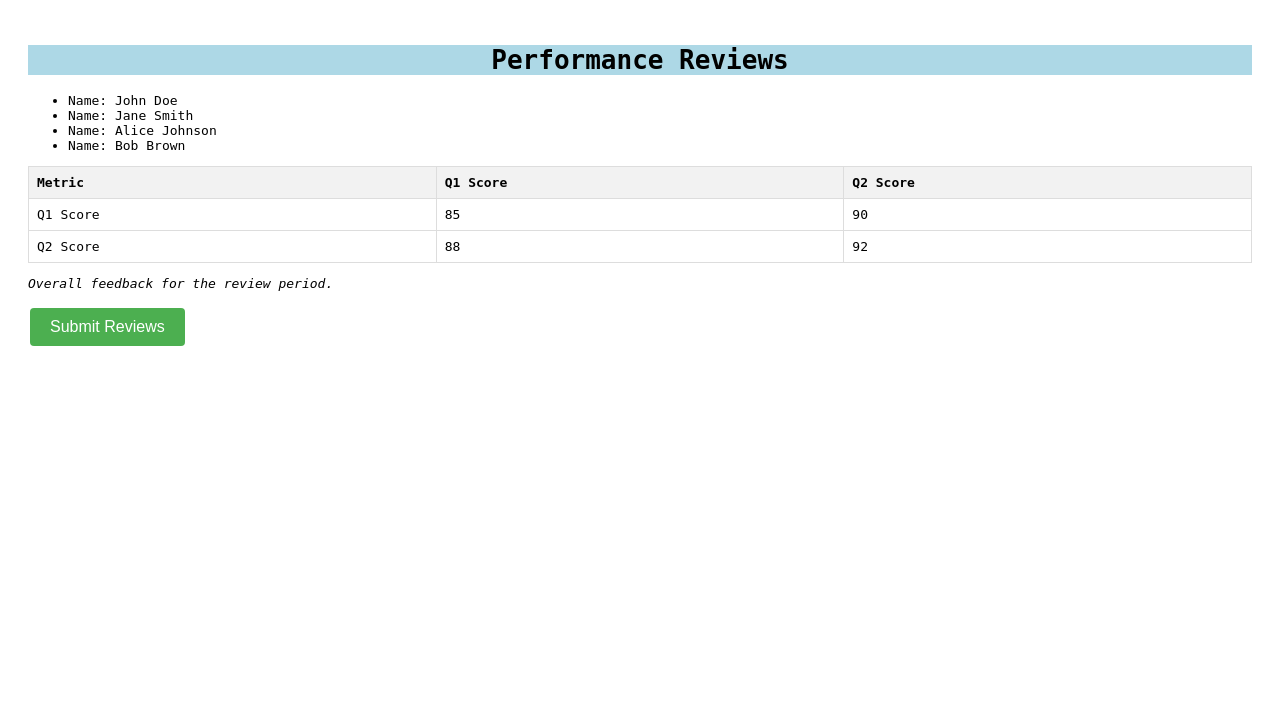 Performance Reviews
Name: John Doe
Name: Jane Smith
Name: Alice Johnson
Name: Bob Brown
Metric Q1 Score Q2 Score
Q1 Score 85 90
Q2 Score 88 92
Overall feedback for the review period.
Submit Reviews